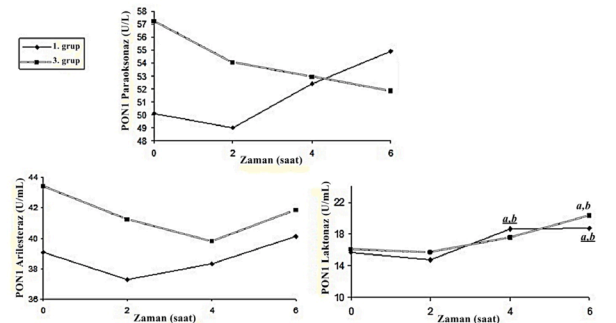 1. grup
3. grup
PON1 Paraoksonaz (U/L)
58
57
56
55
54
53
52
51
50
49
48
0
2
4
6
Zaman (saat)
PON1 Arilesteraz (U/mL)
44
42
40
38
36
0
2
4
6
Zaman (saat)
PON1 Laktonaz (U/mL)
22
18
14
10
a,b
a,b
a,b
0
2
4
6
Zaman (saat)